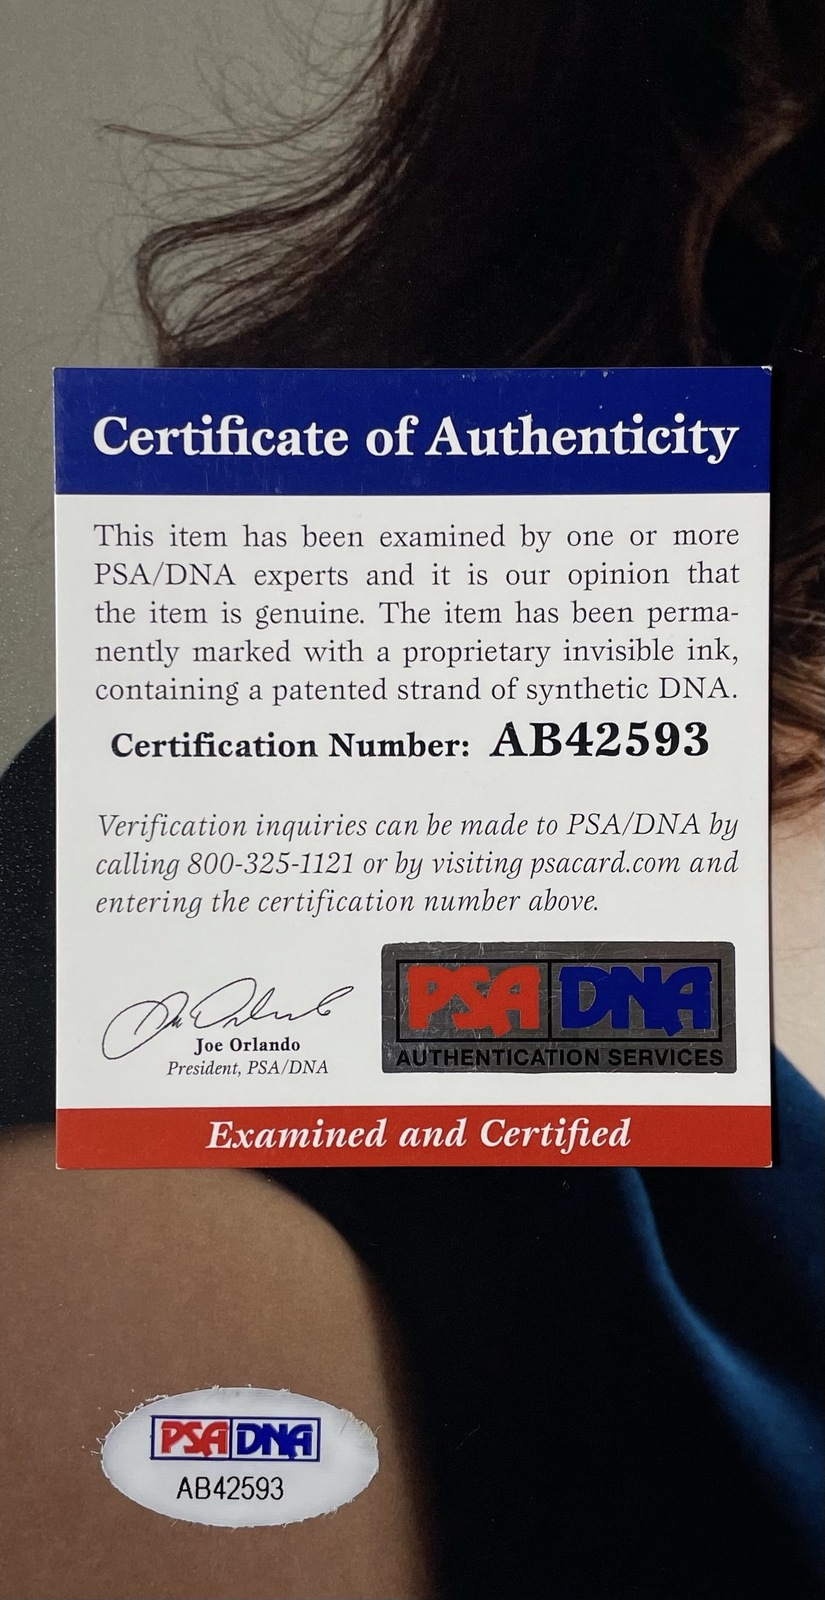 Certificate of Authenticity
This item has been examined by one or more
PSA/DNA experts and it is our opinion that
the item is genuine. The item has been perma-
nently marked with a proprietary invisible ink,
containing a patented strand of synthetic DNA.
Certification Number: AB42593
Verification inquiries can be made to PSA/DNA by
calling 800-325-1121 or by visiting psacard.com and
entering the certification number above.
Joe Orlando
Joe Orlando
President, PSA/DNA
PSA DNA
AUTHENTICATION SERVICES
Examined and Certified
PSA DNA
AB42593